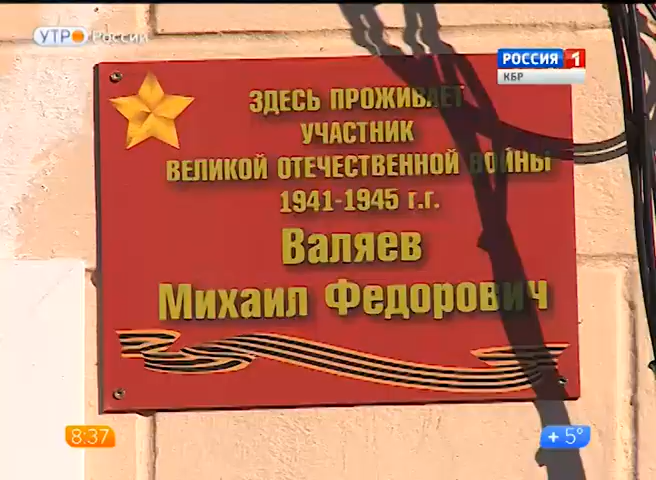 УТРО России
РОССИЯ 1
КБР
ЗДЕСЬ ПРОЖИВАЕТ
УЧАСТНИК
ВЕЛИКОЙ ОТЕЧЕСТВЕННОЙ ВОЙНЫ
1941-1945 г.г.
Валяев
Михаил Федорович
8:37
+5°